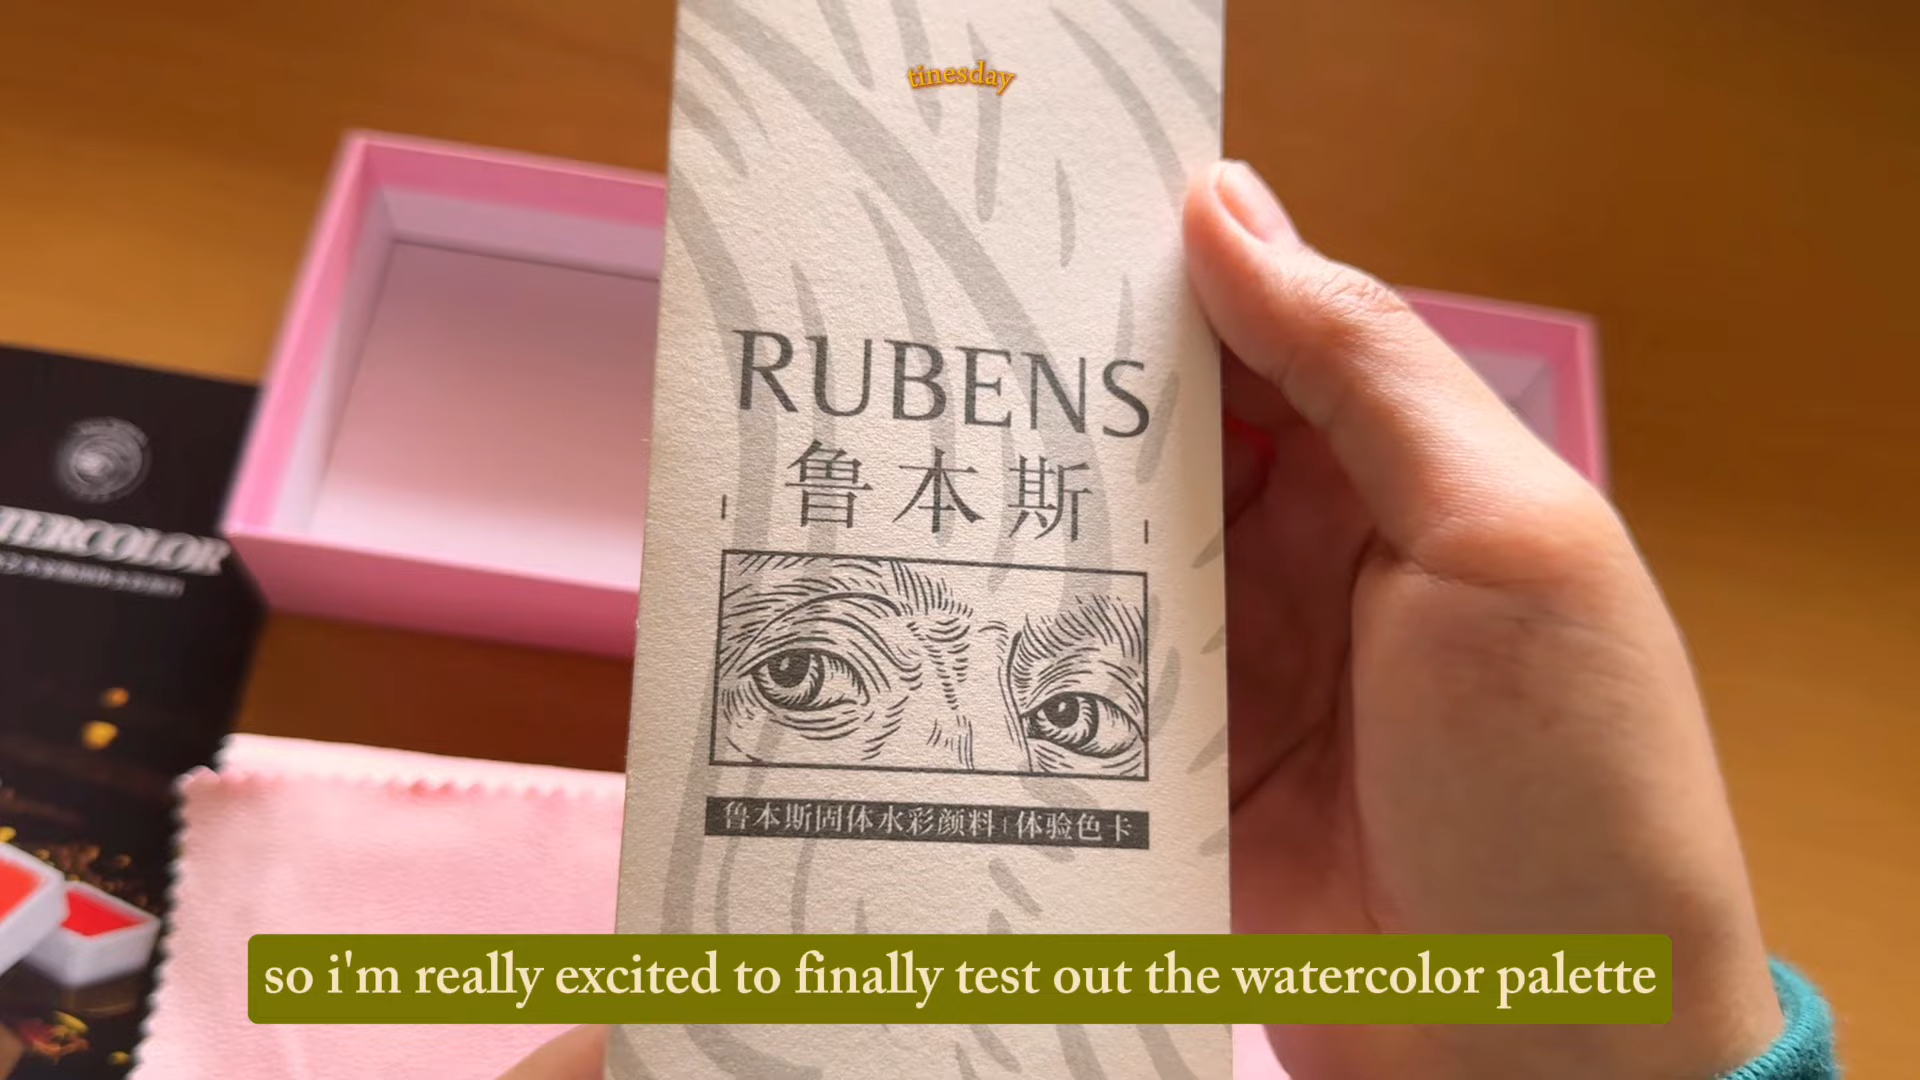 tinesday
RUBENS
鲁本斯
TERCOLOR
鲁本斯固体水彩颜料|体验色卡
so i'm really excited to finally test out the watercolor palette